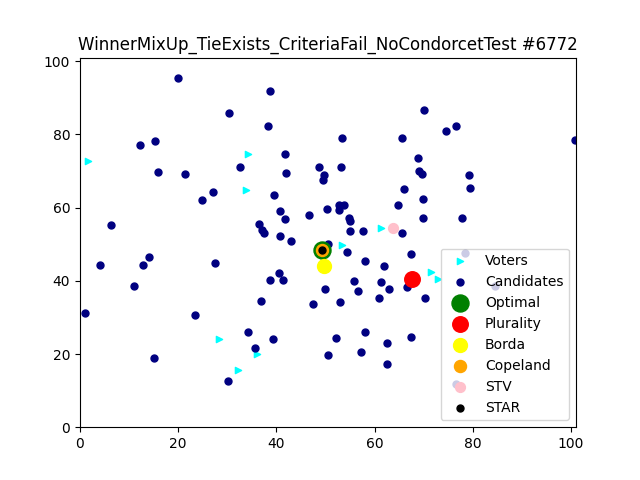 WinnerMixUp_TieExists_CriteriaFail_NoCondorcetTest #6772
100
80
60
40
20
0
0 20 40 60 80 100
Voters
Candidates
Optimal
Plurality
Borda
Copeland
STV
STAR